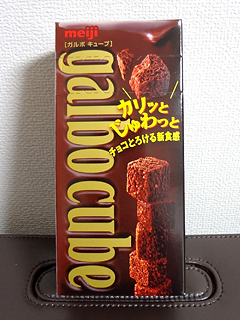 meiji
［ガルボ キューブ］
galbo cube
カリッと
じゅわっと
チョコとろける新食感